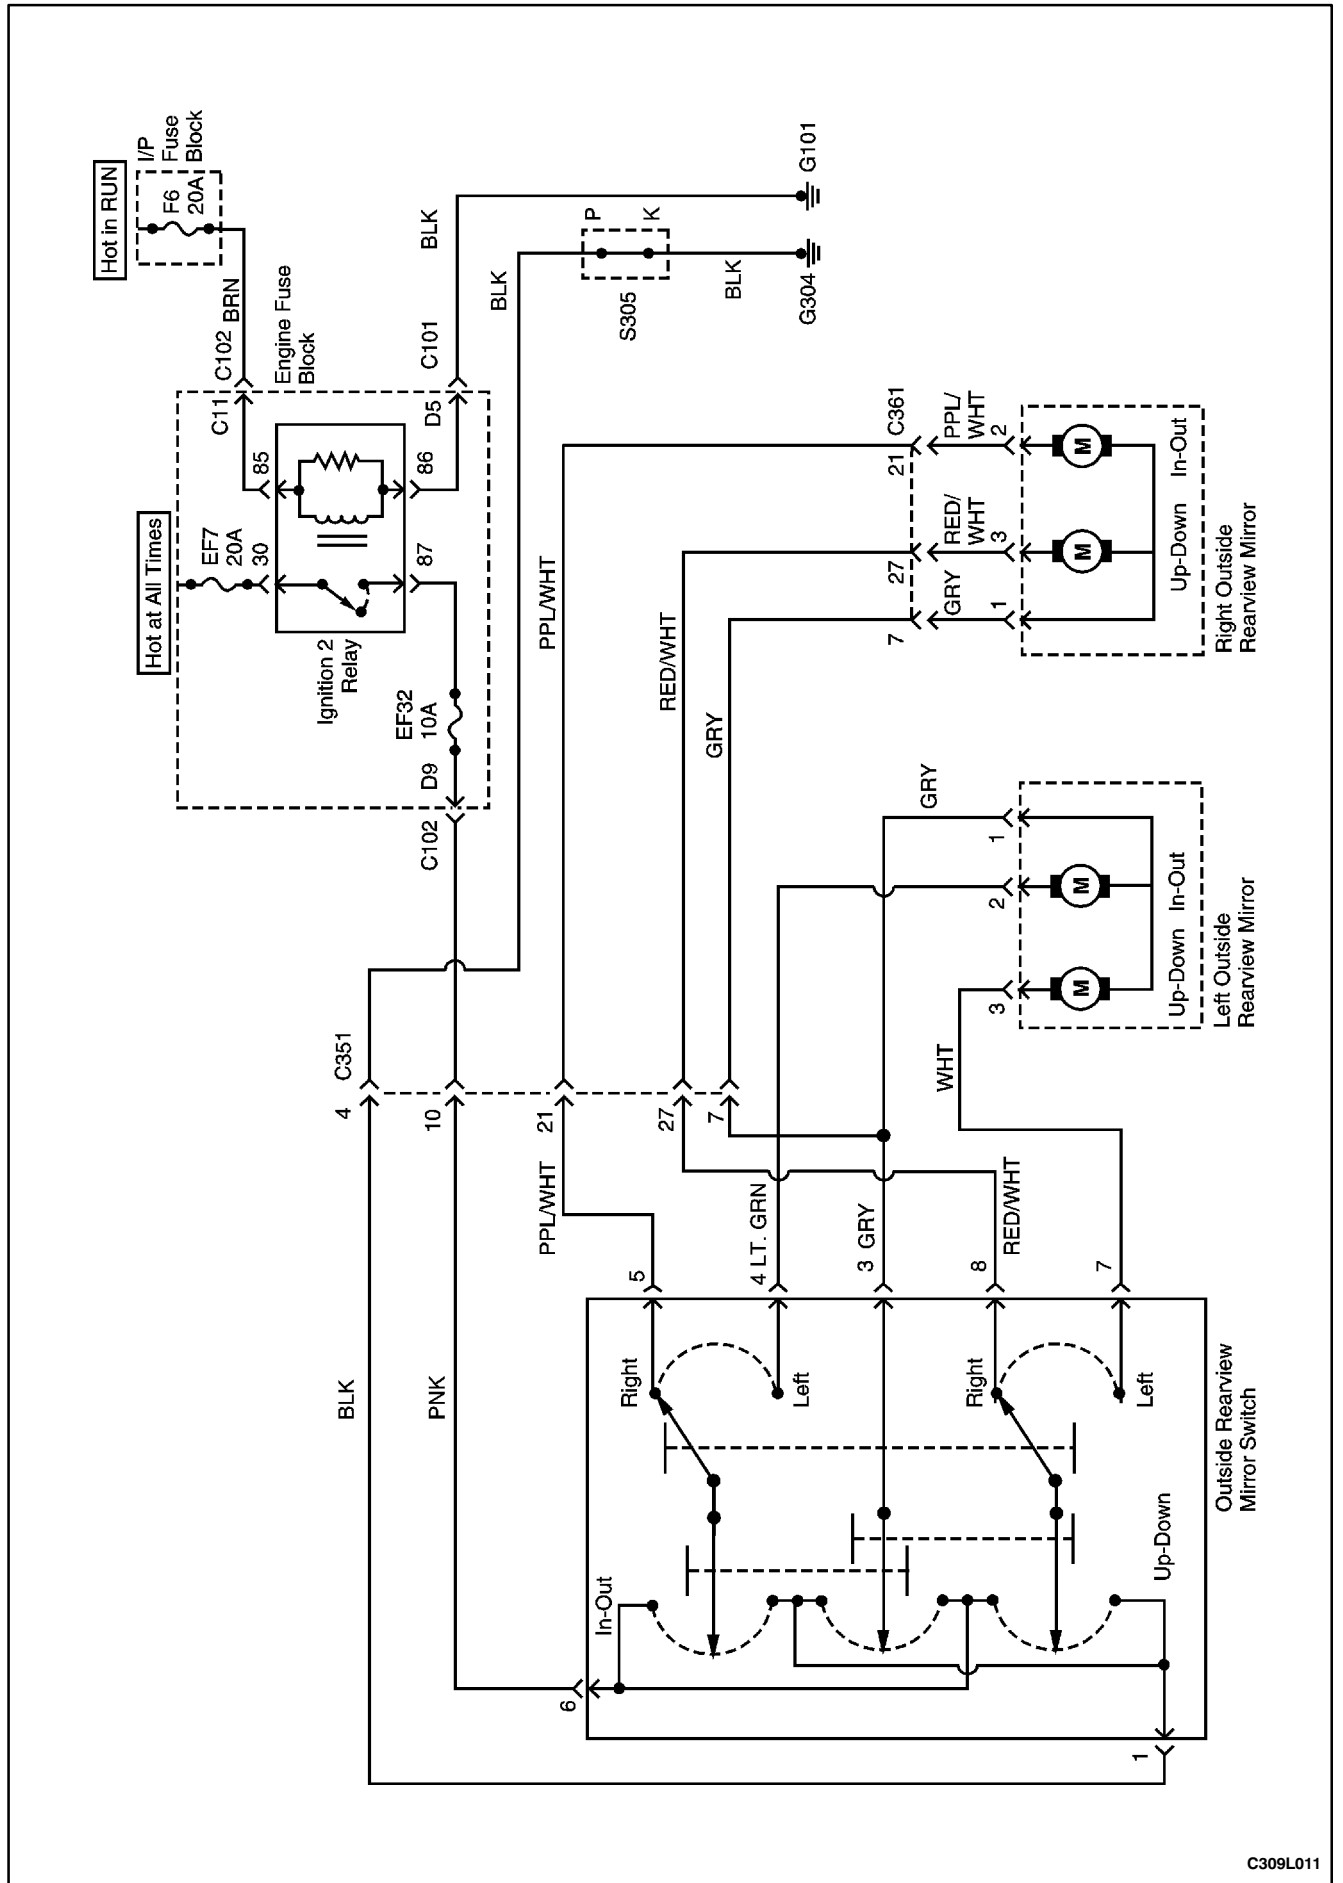 Hot in RUN
I/P
Fuse
Block
F6
20A
C102
BRN
C11
Engine Fuse
Block
Hot at All Times
EF7
20A
30
85
86
87
D5
C101
BLK
G101
Ignition 2
Relay
EF32
10A
D9
C102
BLK
P
K
S305
BLK
G304
PPL/WHT
RED/WHT
GRY
C361
21
27
7
PPL/
WHT
RED/
WHT
GRY
2
3
1
M
M
In-Out
Up-Down
Right Outside
Rearview Mirror
GRY
1
2
3
M
M
In-Out
Up-Down
Left Outside
Rearview Mirror
WHT
C351
4
10
21
27
7
BLK
PNK
PPL/WHT
LT. GRN
GRY
RED/WHT
5
4
3
8
7
Right
Left
Right
Left
In-Out
Up-Down
6
1
Outside Rearview
Mirror Switch
C309L011